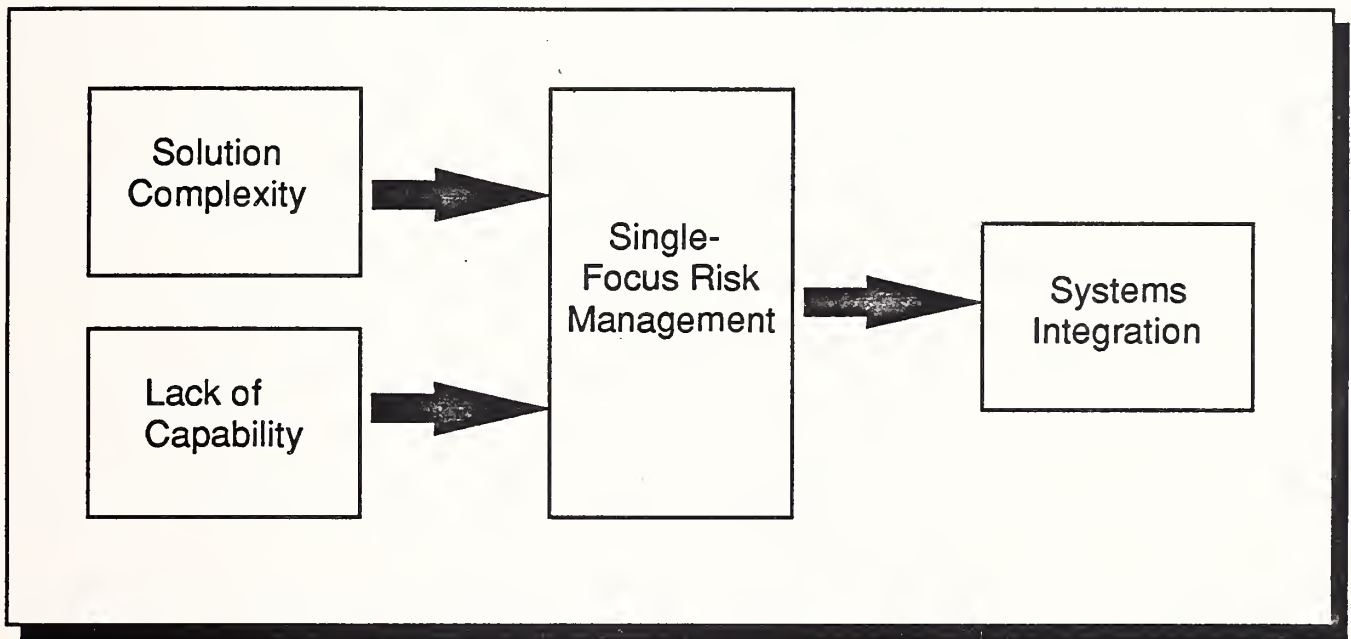 Solution
Complexity
Lack of
Capability
Single-
Focus Risk
Management
Systems
Integration